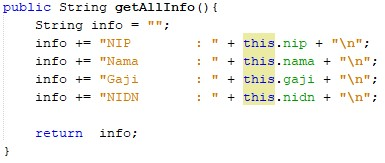 public String getAllInfo(){
    String info = "";
    info += "NIP        : " + this.nip + "\n";
    info += "Nama       : " + this.nama + "\n";
    info += "Gaji       : " + this.gaji + "\n";
    info += "NIDN       : " + this.nidn + "\n";

    return  info;
}